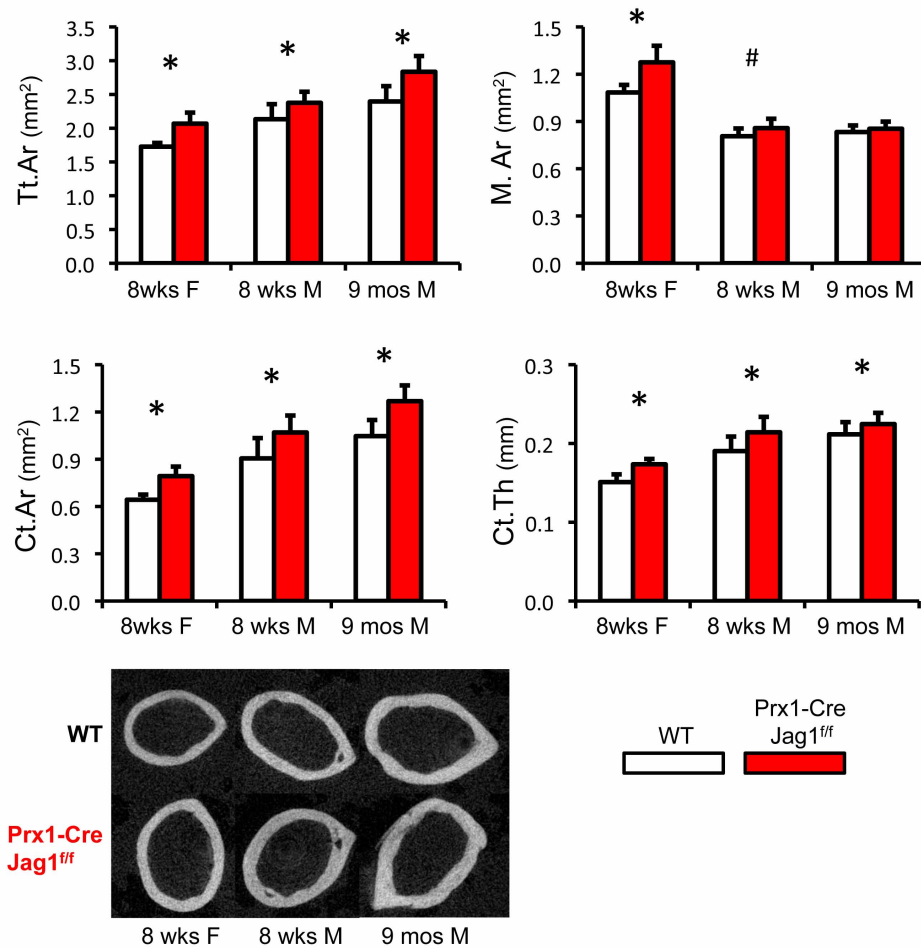 Tt.Ar (mm²)
3.5
3.0
2.5
2.0
1.5
1.0
0.5
0.0
* * *
8wks F 8 wks M 9 mos M
M. Ar (mm²)
1.5
1.2
0.9
0.6
0.3
0.0
* #
8wks F 8 wks M 9 mos M
Ct.Ar (mm²)
1.5
1.2
0.9
0.6
0.3
0.0
* * *
8wks F 8 wks M 9 mos M
Ct.Th (mm)
0.3
0.2
0.1
0.0
* * *
8wks F 8 wks M 9 mos M
WT
Prx1-Cre
Jag1f/f
8 wks F 8 wks M 9 mos M
WT
Prx1-Cre
Jag1f/f